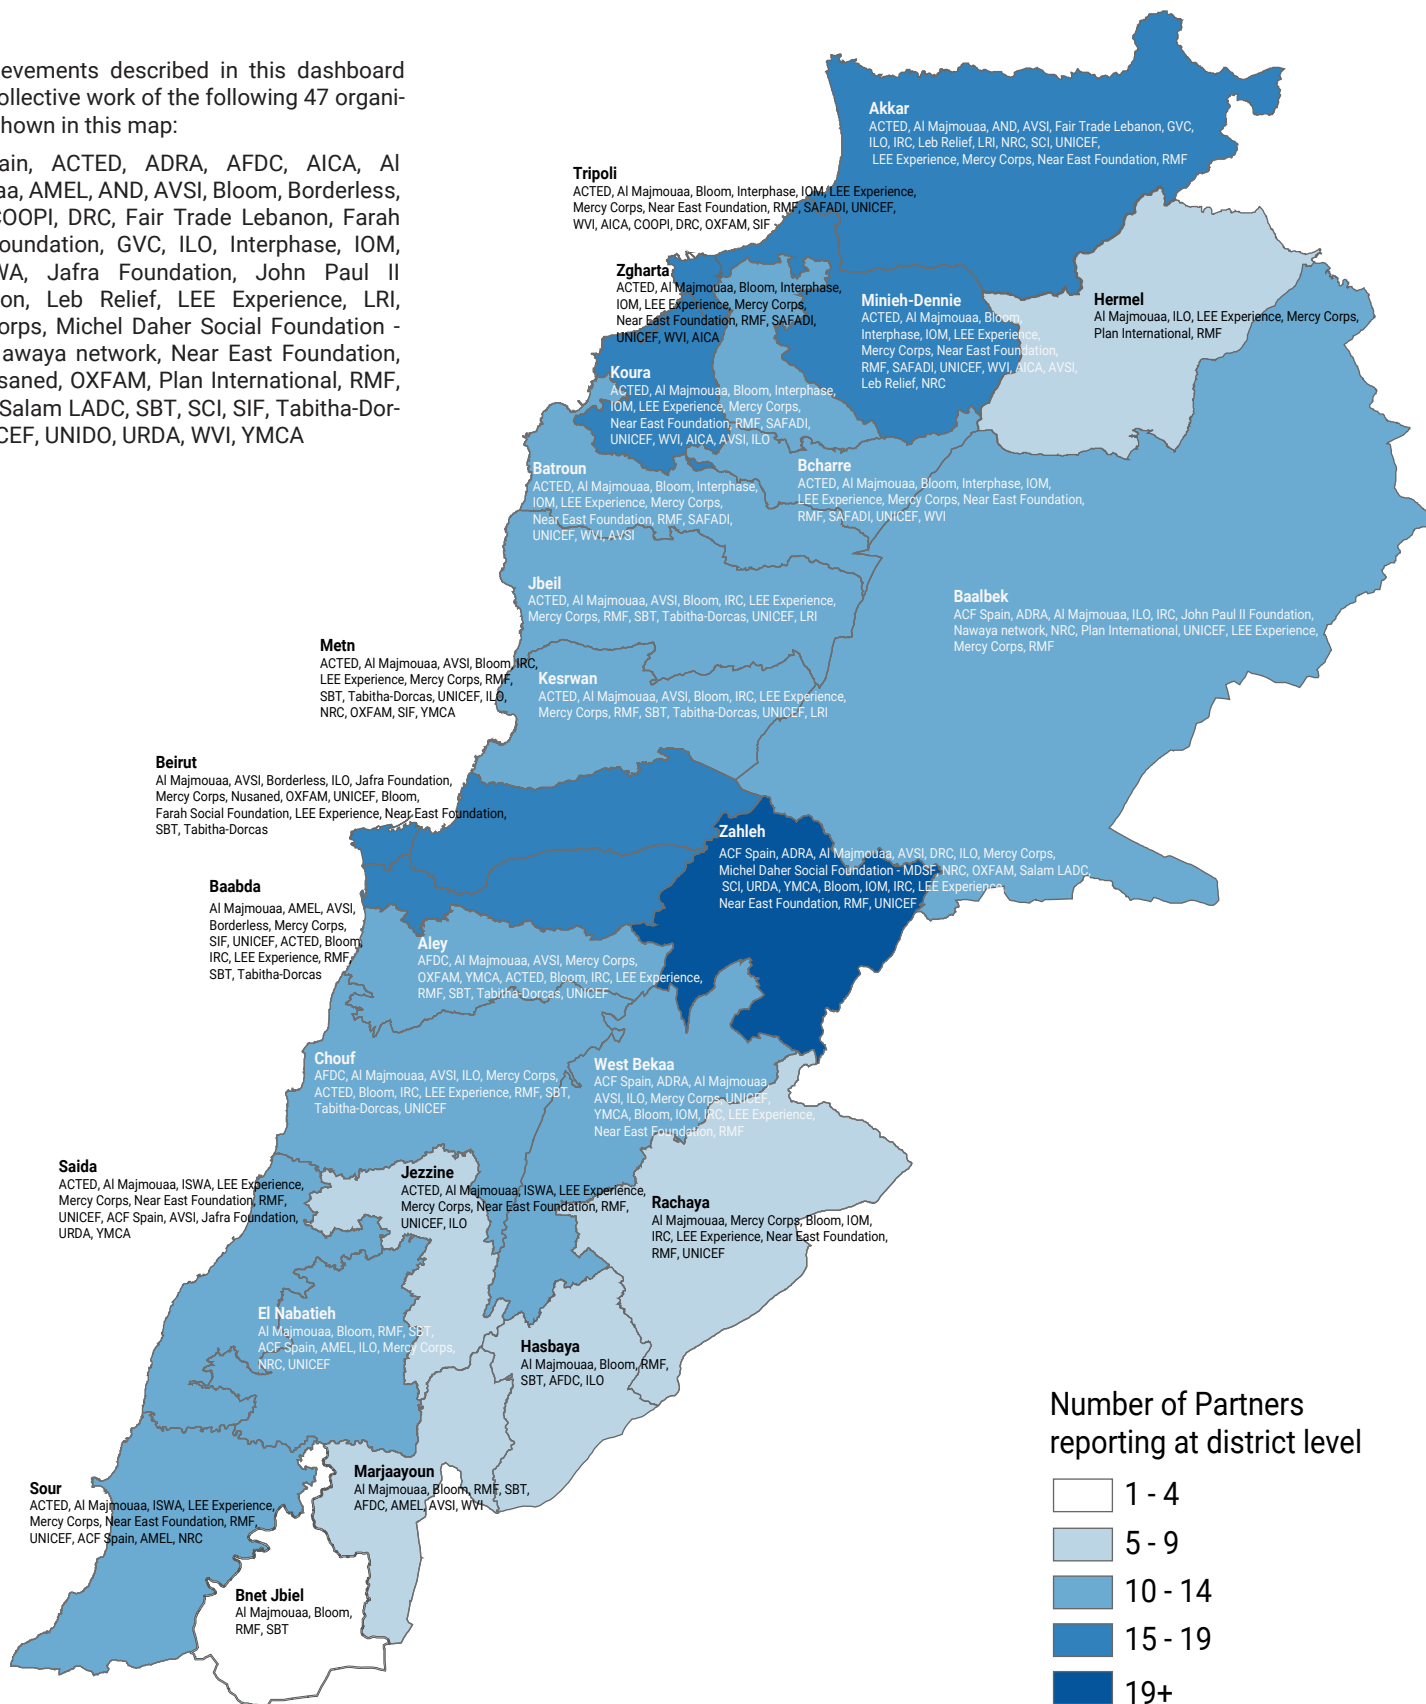 ievements described in this dashboard
ollective work of the following 47 organi-
hown in this map:
ain, ACTED, ADRA, AFDC, AICA, Al
aa, AMEL, AND, AVSI, Bloom, Borderless,
COOPI, DRC, Fair Trade Lebanon, Farah
oundation, GVC, ILO, Interphase, IOM,
WA, Jafra Foundation, John Paul II
on, Leb Relief, LEE Experience, LRI,
orps, Michel Daher Social Foundation -
awaya network, Near East Foundation,
saned, OXFAM, Plan International, RMF,
Salam LADC, SBT, SCI, SIF, Tabitha-Dor-
CEF, UNIDO, URDA, WVI, YMCA
Akkar
ACTED, Al Majmouaa, AND, AVSI, Fair Trade Lebanon, GVC,
ILO, IRC, Leb Relief, LRI, NRC, SCI, UNICEF,
LEE Experience, Mercy Corps, Near East Foundation, RMF
Tripoli
ACTED, Al Majmouaa, Bloom, Interphase, IOM, LEE Experience,
Mercy Corps, Near East Foundation, RMF, SAFADI, UNICEF,
WVI, AICA, COOPI, DRC, OXFAM, SIF
Zgharta
ACTED, Al Majmouaa, Bloom, Interphase,
IOM, LEE Experience, Mercy Corps,
Near East Foundation, RMF, SAFADI,
UNICEF, WVI, AICA
Minieh-Dennie
ACTED, Al Majmouaa, Bloom,
Interphase, IOM, LEE Experience,
Mercy Corps, Near East Foundation,
RMF, SAFADI, UNICEF, WVI, AICA, AVSI,
Leb Relief, NRC
Hermel
Al Majmouaa, ILO, LEE Experience, Mercy Corps,
Plan International, RMF
Koura
ACTED, Al Majmouaa, Bloom, Interphase,
IOM, LEE Experience, Mercy Corps,
Near East Foundation, RMF, SAFADI,
UNICEF, WVI, AICA, AVSI, ILO
Batroun
ACTED, Al Majmouaa, Bloom, Interphase,
IOM, LEE Experience, Mercy Corps,
Near East Foundation, RMF, SAFADI,
UNICEF, WVI, AVSI
Bcharre
ACTED, Al Majmouaa, Bloom, Interphase, IOM,
LEE Experience, Mercy Corps, Near East Foundation,
RMF, SAFADI, UNICEF, WVI
Jbeil
ACTED, Al Majmouaa, AVSI, Bloom, IRC, LEE Experience,
Mercy Corps, RMF, SBT, Tabitha-Dorcas, UNICEF, LRI
Baalbek
ACF Spain, ADRA, Al Majmouaa, ILO, IRC, John Paul II Foundation,
Nawaya network, NRC, Plan International, UNICEF, LEE Experience,
Mercy Corps, RMF
Metn
ACTED, Al Majmouaa, AVSI, Bloom, IRC,
LEE Experience, Mercy Corps, RMF,
SBT, Tabitha-Dorcas, UNICEF, ILO,
NRC, OXFAM, SIF, YMCA
Kesrwan
ACTED, Al Majmouaa, AVSI, Bloom, IRC, LEE Experience,
Mercy Corps, RMF, SBT, Tabitha-Dorcas, UNICEF, LRI
Beirut
Al Majmouaa, AVSI, Borderless, ILO, Jafra Foundation,
Mercy Corps, Nusaned, OXFAM, UNICEF, Bloom,
Farah Social Foundation, LEE Experience, Near East Foundation,
SBT, Tabitha-Dorcas
Zahleh
ACF Spain, ADRA, Al Majmouaa, AVSI, DRC, ILO, Mercy Corps,
Michel Daher Social Foundation - MDSF, NRC, OXFAM, Salam LADC,
SCI, URDA, YMCA, Bloom, IOM, IRC, LEE Experience,
Near East Foundation, RMF, UNICEF
Baabda
Al Majmouaa, AMEL, AVSI,
Borderless, Mercy Corps,
SIF, UNICEF, ACTED, Bloom,
IRC, LEE Experience, RMF,
SBT, Tabitha-Dorcas
Aley
AFDC, Al Majmouaa, AVSI, Mercy Corps,
OXFAM, YMCA, ACTED, Bloom, IRC, LEE Experience,
RMF, SBT, Tabitha-Dorcas, UNICEF
Chouf
AFDC, Al Majmouaa, AVSI, ILO, Mercy Corps,
ACTED, Bloom, IRC, LEE Experience, RMF, SBT,
Tabitha-Dorcas, UNICEF
West Bekaa
ACF Spain, ADRA, Al Majmouaa,
AVSI, ILO, Mercy Corps, UNICEF,
YMCA, Bloom, IOM, IRC, LEE Experience,
Near East Foundation, RMF
Saida
ACTED, Al Majmouaa, ISWA, LEE Experience,
Mercy Corps, Near East Foundation, RMF,
UNICEF, ACF Spain, AVSI, Jafra Foundation,
URDA, YMCA
Jezzine
ACTED, Al Majmouaa, ISWA, LEE Experience,
Mercy Corps, Near East Foundation, RMF,
UNICEF, ILO
Rachaya
Al Majmouaa, Mercy Corps, Bloom, IOM,
IRC, LEE Experience, Near East Foundation,
RMF, UNICEF
El Nabatieh
Al Majmouaa, Bloom, RMF, SBT,
ACF Spain, AMEL, ILO, Mercy Corps,
NRC, UNICEF
Hasbaya
Al Majmouaa, Bloom, RMF,
SBT, AFDC, ILO
Marjaayoun
Al Majmouaa, Bloom, RMF, SBT,
AFDC, AMEL, AVSI, WVI
Sour
ACTED, Al Majmouaa, ISWA, LEE Experience,
Mercy Corps, Near East Foundation, RMF,
UNICEF, ACF Spain, AMEL, NRC
Bnet Jbiel
Al Majmouaa, Bloom,
RMF, SBT
Number of Partners
reporting at district level
1 - 4
5 - 9
10 - 14
15 - 19
19+